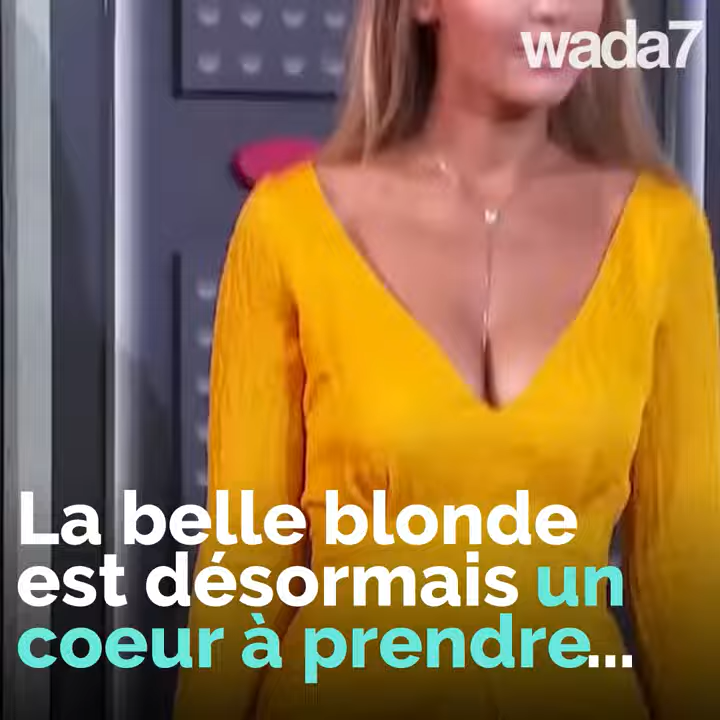 wada7
La belle blonde
est désormais un
coeur à prendre...